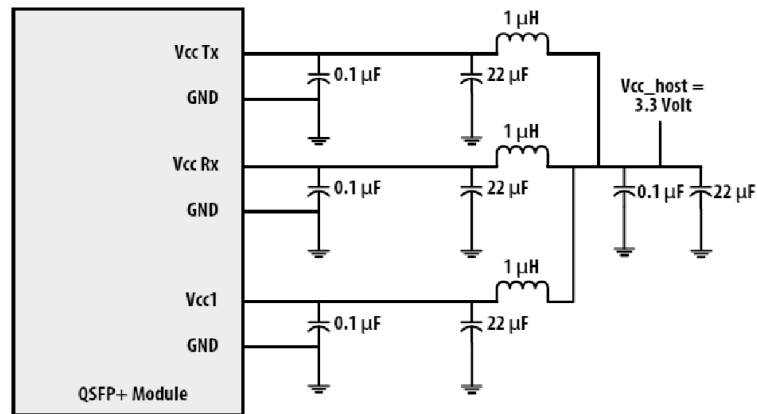 1 µH
Vcc Tx
0.1 µF
22 µF
GND
Vcc_host =
3.3 Volt
1 µH
Vcc Rx
0.1 µF
22 µF
0.1 µF
22 µF
GND
1 µH
Vcc1
0.1 µF
22 µF
GND
QSFP+ Module